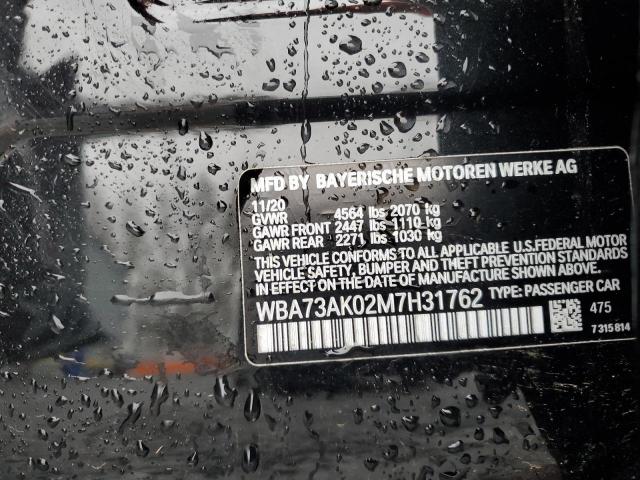 MFD BY BAYERISCHE MOTOREN WERKE AG
11/20
GVWR 4564 lbs 2070 kg
GAWR FRONT 2447 lbs 1110 kg
GAWR REAR 2271 lbs 1030 kg
THIS VEHICLE CONFORMS TO ALL APPLICABLE U.S.FEDERAL MOTOR
VEHICLE SAFETY, BUMPER AND THEFT PREVENTION STANDARDS
IN EFFECT ON THE DATE OF MANUFACTURE SHOWN ABOVE.
WBA73AK02M7H31762 TYPE: PASSENGER CAR
475
7 315 814